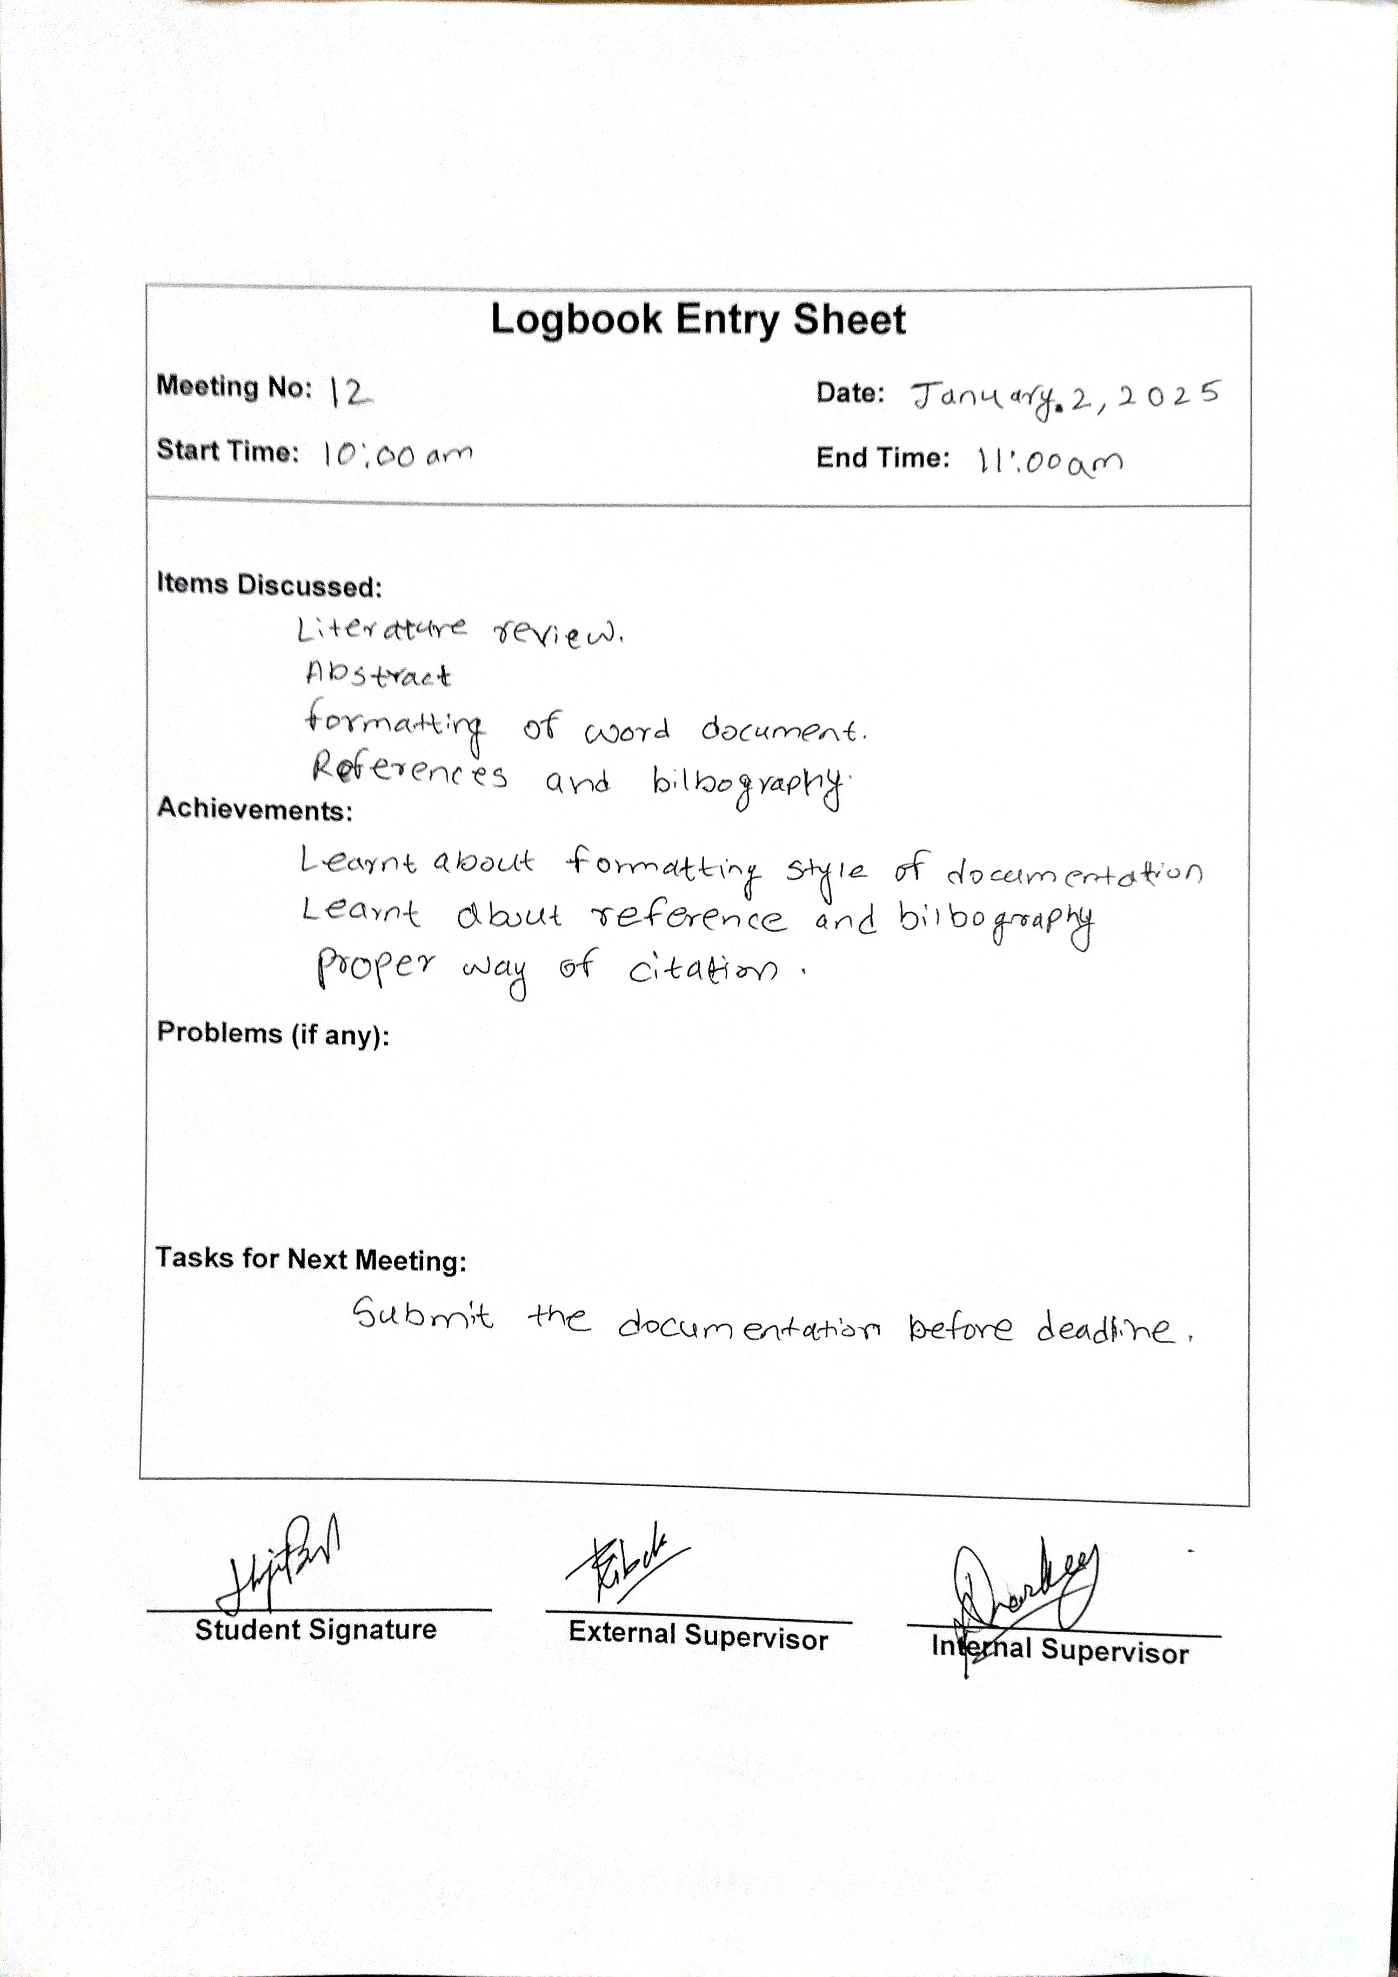 Logbook Entry Sheet
Meeting No: 12 Date: January. 2, 2025
Start Time: 10:00 am End Time: 11:00 am
Items Discussed:
Literature review.
Abstract
formatting of word document.
References and bilbography.
Achievements:
Learnt about formatting style of documentation
Learnt about reference and bilbography
Proper way of citation.
Problems (if any):
Tasks for Next Meeting:
Submit the documentation before deadline.
Student Signature External Supervisor Internal Supervisor